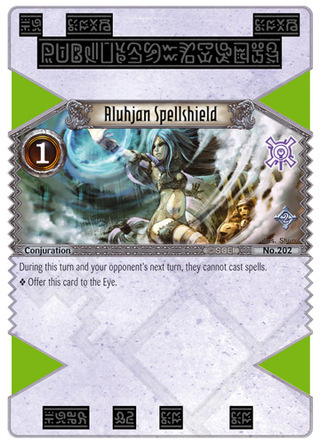 Aluhjan Spellshield
1
Conjuration
SOE
No.202
During this turn and your opponent's next turn, they cannot cast spells.
❖ Offer this card to the Eye.